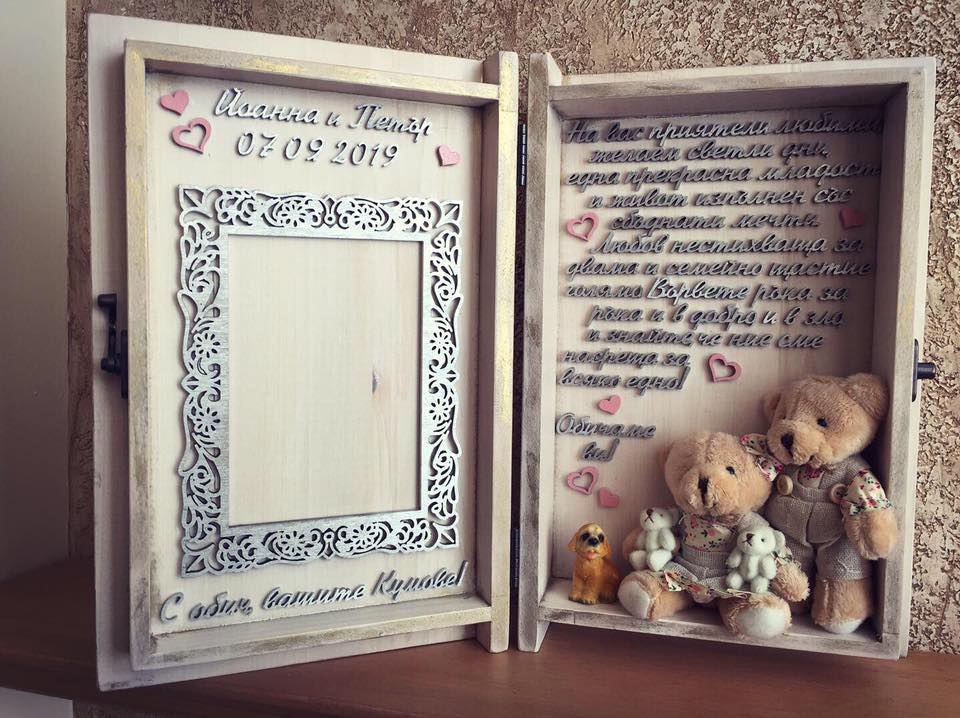 Йоанна и Петър
07 09 2019
С обич, вашите Кумове!
На вас приятели любими
желаем светли дни,
една прекрасна младост
и живот изпълнен със
сбъднати мечти.
Любов нестихваща за
двама и семейно щастие
голямо Вървете ръка за
ръка и в добро и в зло
и знайте че ние сме
насреща за
всяко едно!
Обичаме
ви!